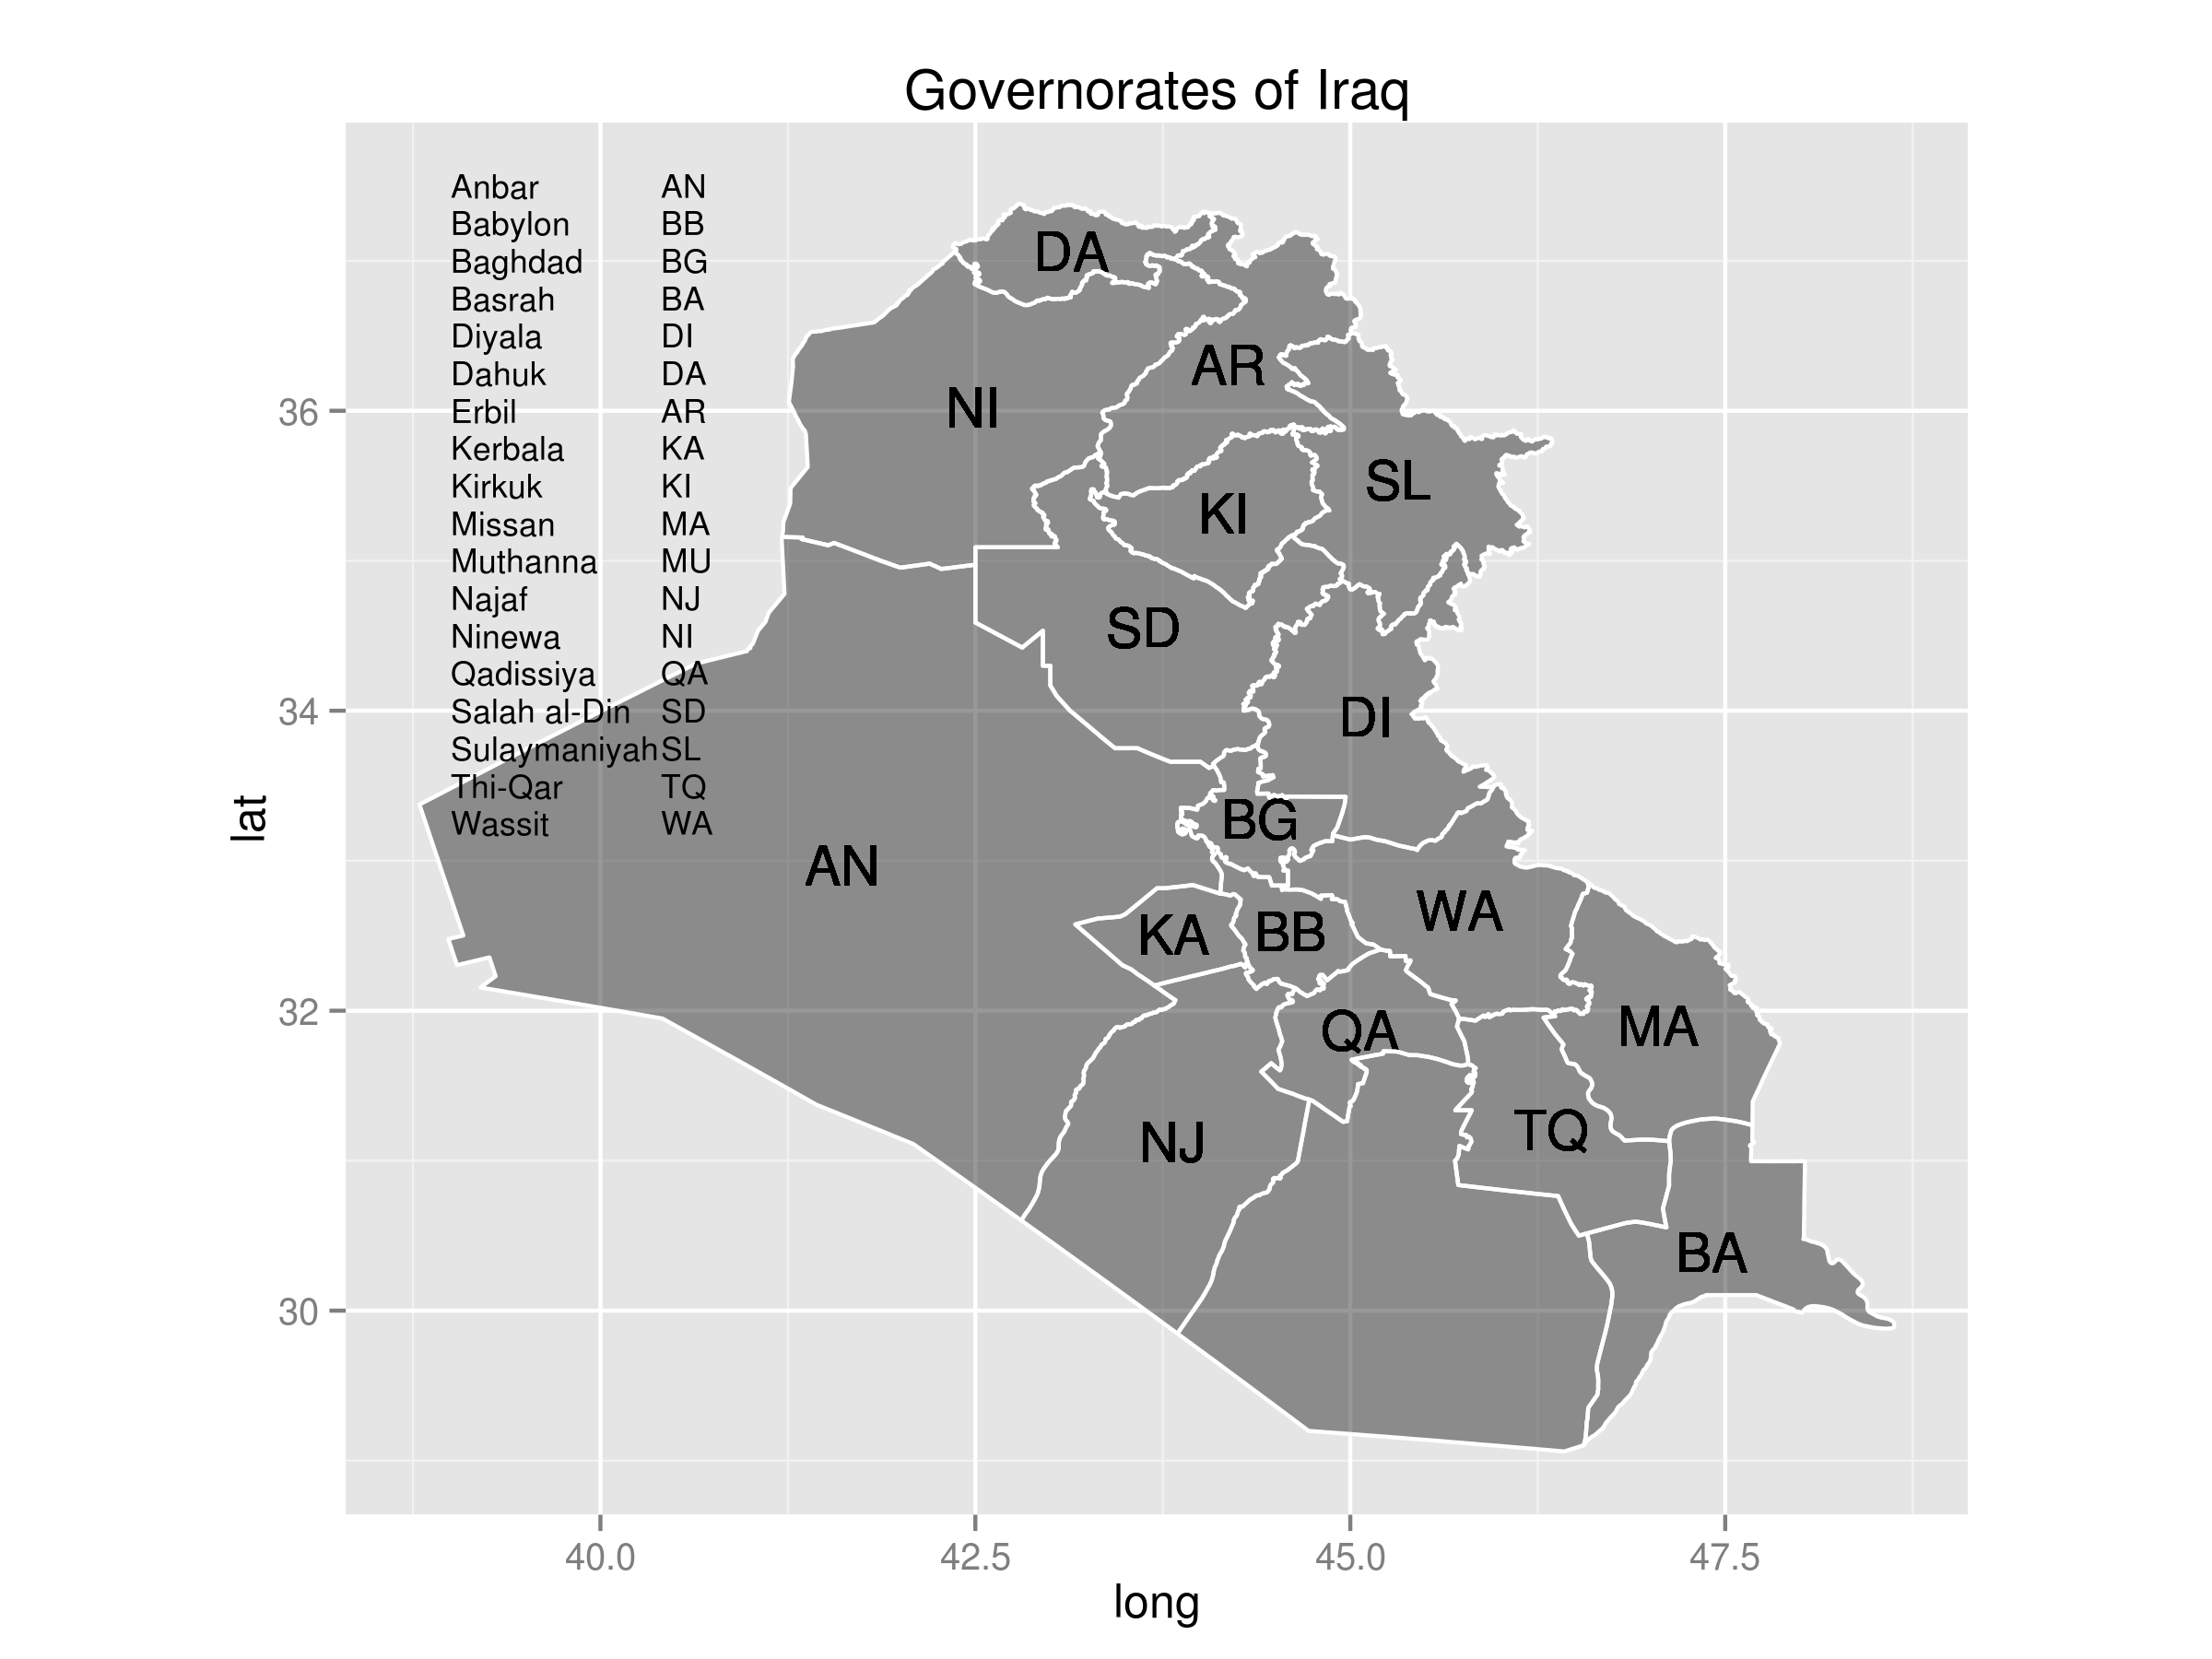 Governorates of Iraq
Anbar AN
Babylon BB
Baghdad BG
Basrah BA
Diyala DI
Dahuk DA
Erbil AR
Kerbala KA
Kirkuk KI
Missan MA
Muthanna MU
Najaf NJ
Ninewa NI
Qadissiya QA
Salah al-Din SD
Sulaymaniyah SL
Thi-Qar TQ
Wassit WA
DA
AR
NI
SL
KI
SD
DI
BG
AN
WA
KA BB
QA MA
TQ
NJ
BA
36
34
32
30
lat
40.0 42.5 45.0 47.5
long